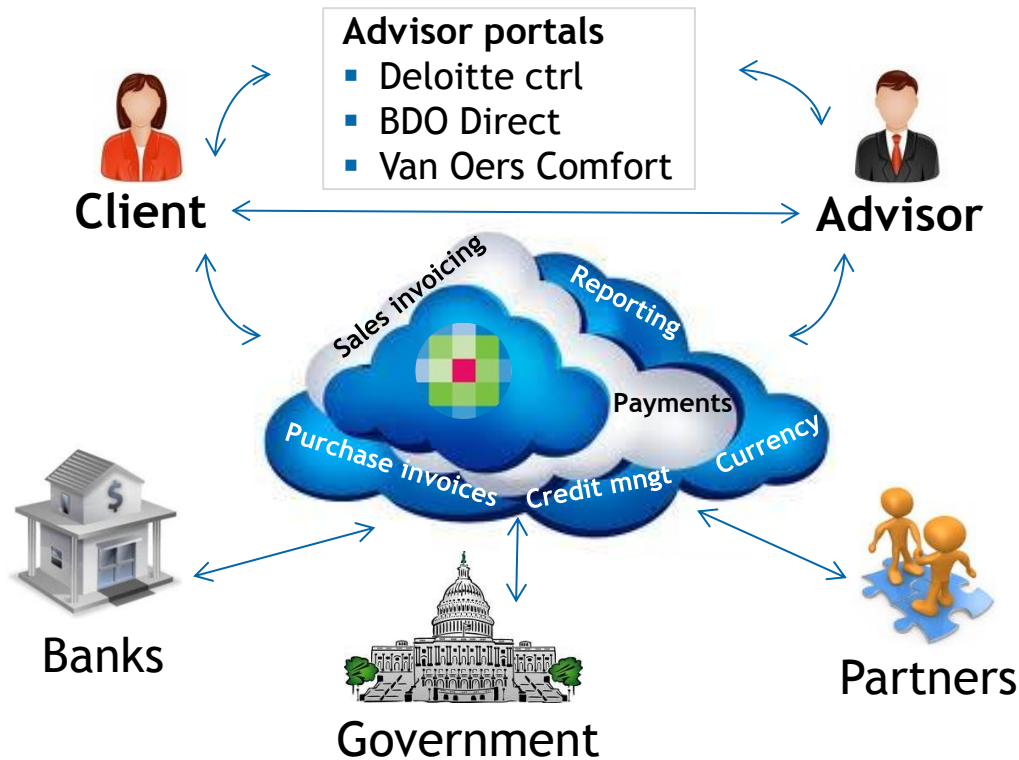 Advisor portals
▪ Deloitte ctrl
▪ BDO Direct
▪ Van Oers Comfort
Client
Advisor
Sales invoicing
Reporting
Payments
Purchase invoices
Credit mngt
Currency
$
Banks
Government
Partners